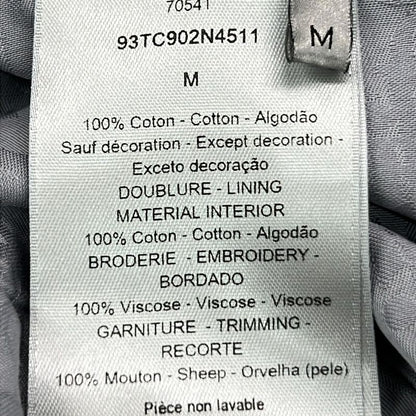 70541
93TC902N4511
M
M
100% Coton - Cotton - Algodão
Sauf décoration - Except decoration -
Exceto decoração
DOUBLURE - LINING
MATERIAL INTERIOR
100% Coton - Cotton - Algodão
BRODERIE - EMBROIDERY -
BORDADO
100% Viscose - Viscose - Viscose
GARNITURE - TRIMMING -
RECORTE
100% Mouton - Sheep - Orvelha (pele)
Pièce non lavable